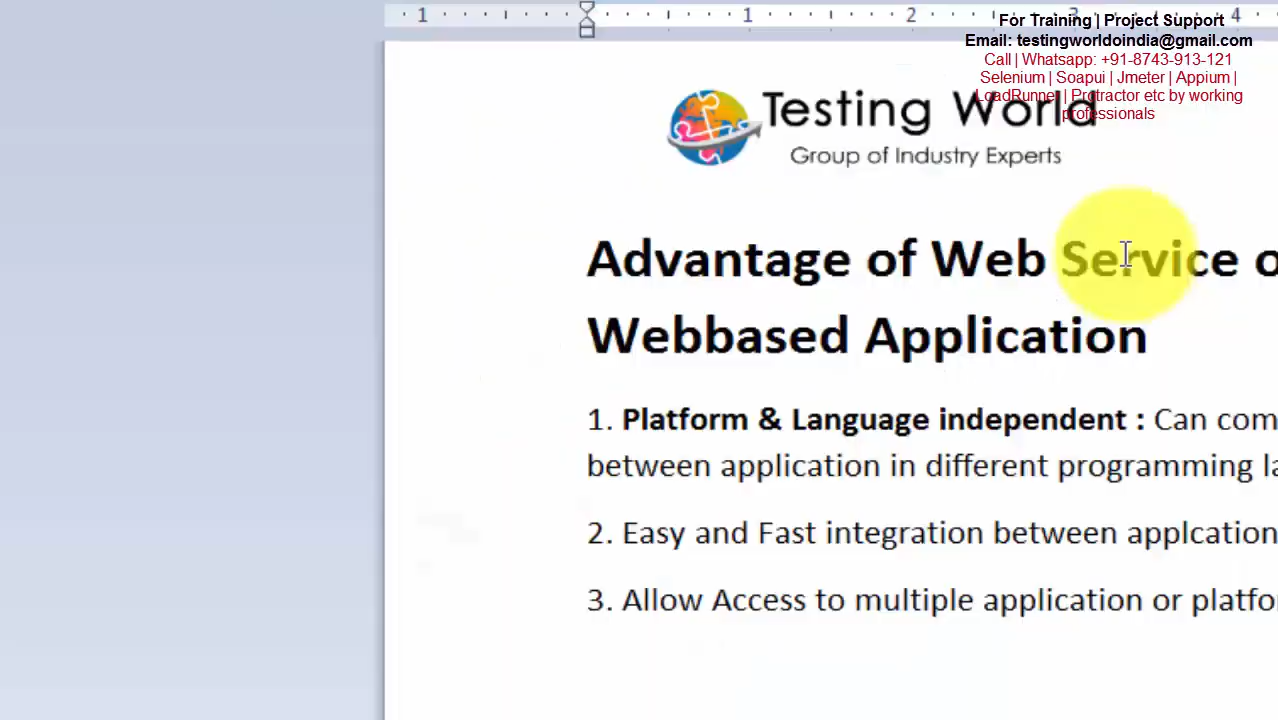 1 1 2 3 4
For Training | Project Support
Email: testingworldoindia@gmail.com
Call | Whatsapp: +91-8743-913-121
Selenium | Soapui | Jmeter | Appium |
LoadRunner | Protractor etc by working
professionals
Testing World
Group of Industry Experts
Advantage of Web Service
Webbased Application
1. Platform & Language independent : Can com
between application in different programming
2. Easy and Fast integration between applcation
3. Allow Access to multiple application or platfo